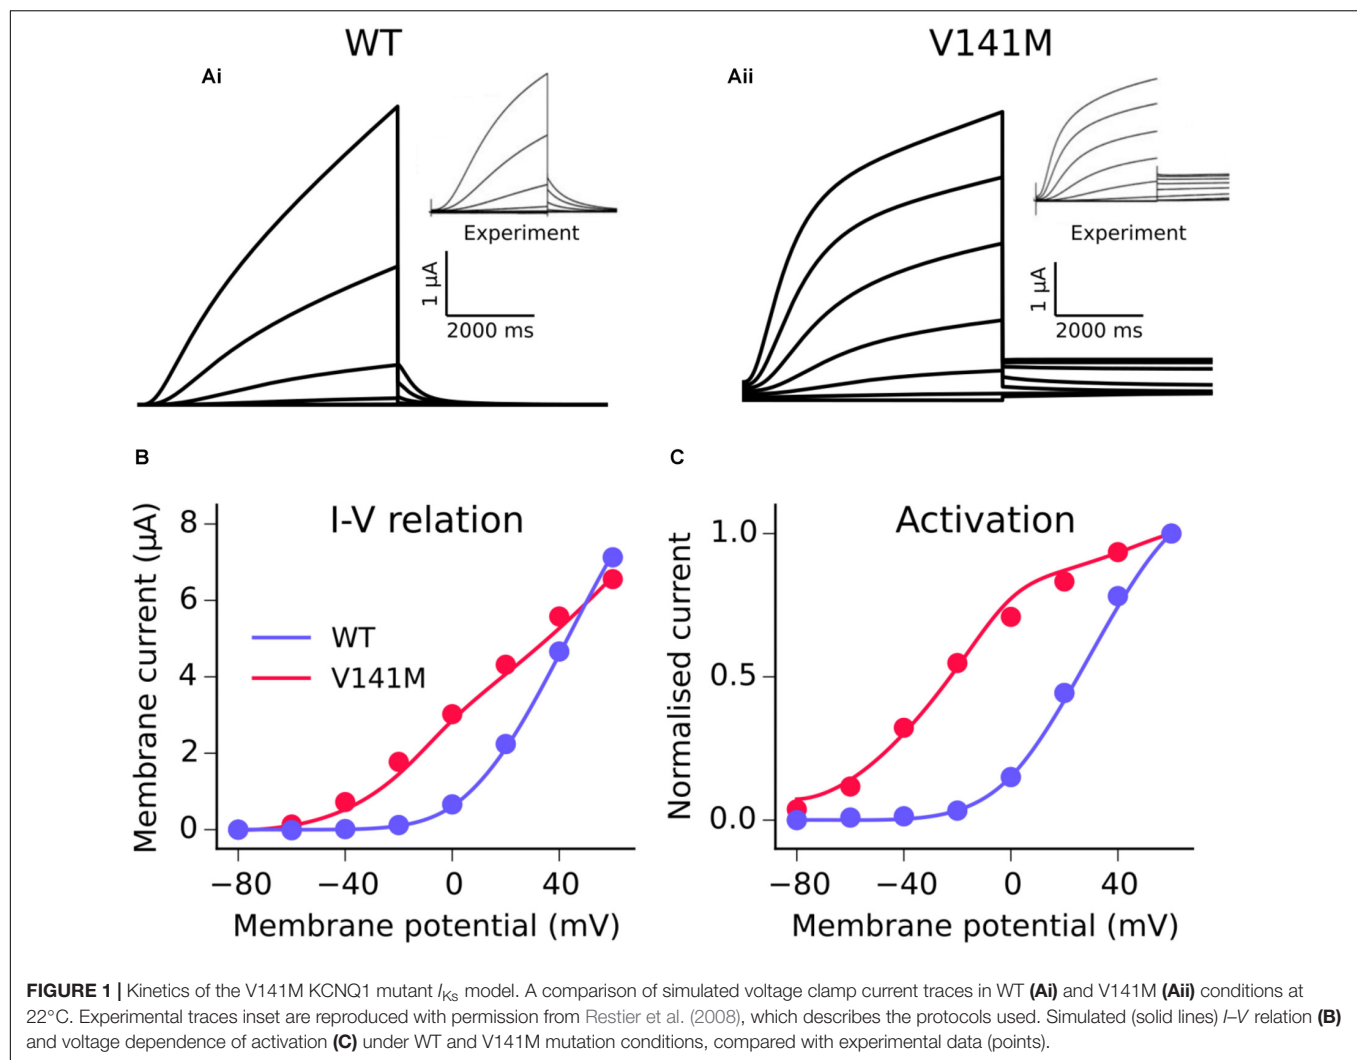 WT
V141M
Ai
Aii
Experiment
1 µA
2000 ms
Experiment
1 µA
2000 ms
B
C
I-V relation
Membrane current (µA)
8
6
4
2
0
WT
V141M
−80
−40
0
40
Membrane potential (mV)
Activation
Normalised current
1.0
0.5
0.0
−80
−40
0
40
Membrane potential (mV)
FIGURE 1 | Kinetics of the V141M KCNQ1 mutant IKs model. A comparison of simulated voltage clamp current traces in WT (Ai) and V141M (Aii) conditions at
22°C. Experimental traces inset are reproduced with permission from Restier et al. (2008), which describes the protocols used. Simulated (solid lines) I–V relation (B)
and voltage dependence of activation (C) under WT and V141M mutation conditions, compared with experimental data (points).